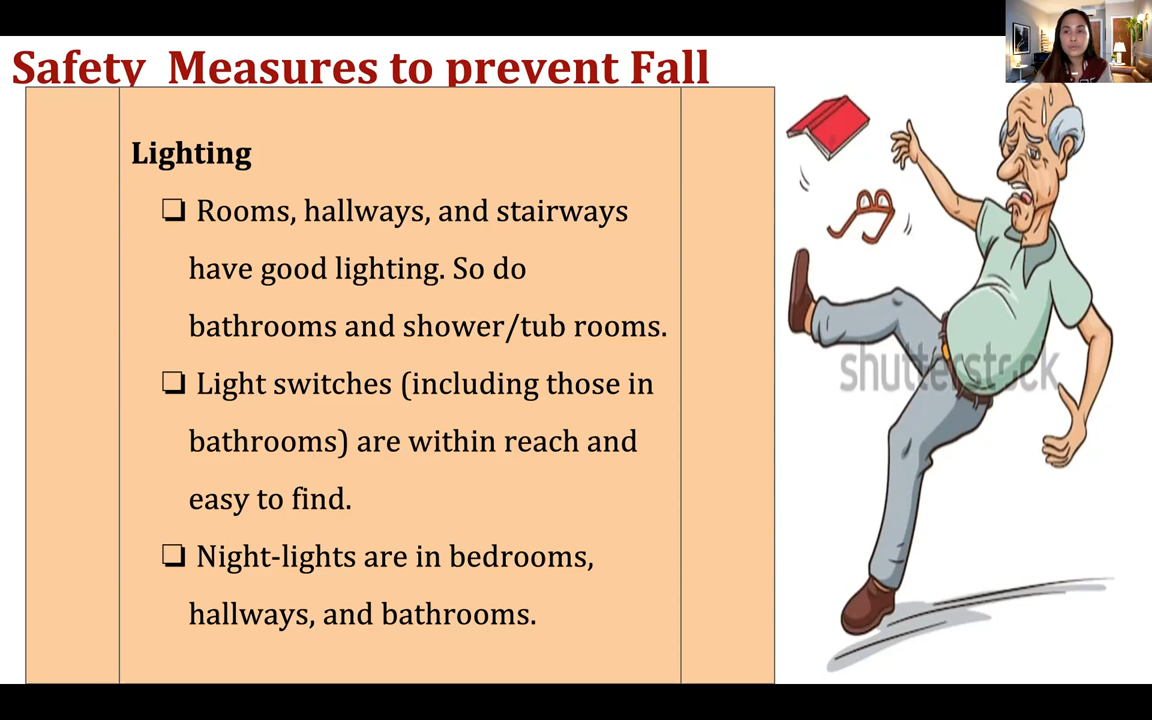 Safety Measures to prevent Fall
Lighting
❑ Rooms, hallways, and stairways
have good lighting. So do
bathrooms and shower/tub rooms.
❑ Light switches (including those in
bathrooms) are within reach and
easy to find.
❑ Night-lights are in bedrooms,
hallways, and bathrooms.
shutterstock